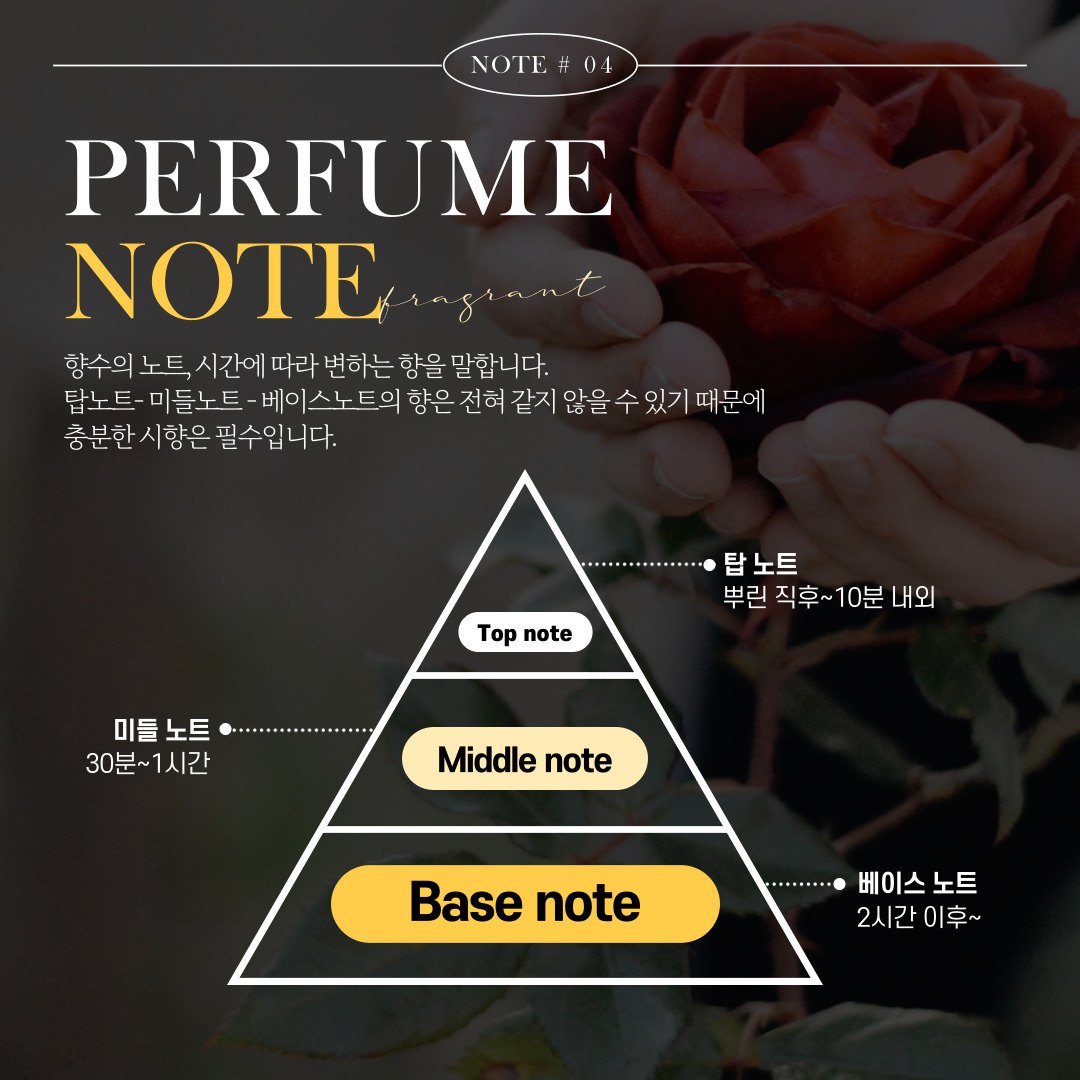 NOTE # 04
PERFUME
NOTE
fragrant
향수의 노트, 시간에 따라 변하는 향을 말합니다.
탑노트- 미들노트 - 베이스노트의 향은 전혀 같지 않을 수 있기 때문에
충분한 시향은 필수입니다.
탑 노트
뿌린 직후~10분 내외
Top note
미들 노트
30분~1시간
Middle note
베이스 노트
2시간 이후~
Base note